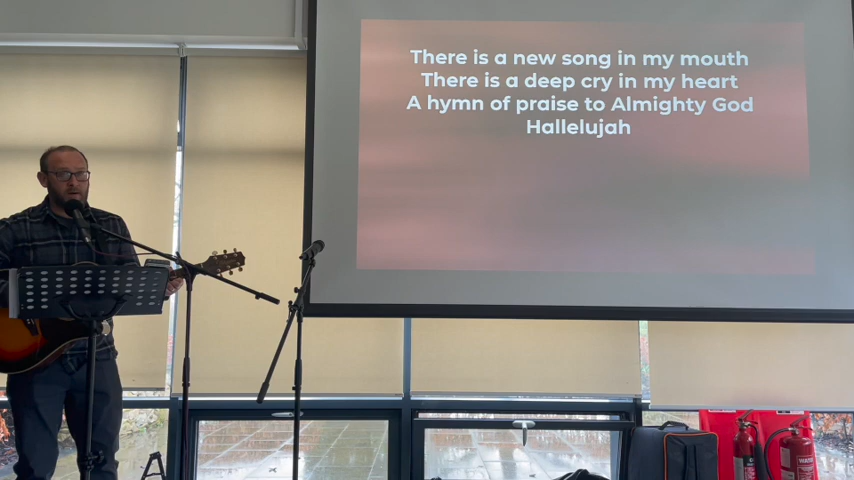 There is a new song in my mouth
There is a deep cry in my heart
A hymn of praise to Almighty God
Hallelujah
WATER